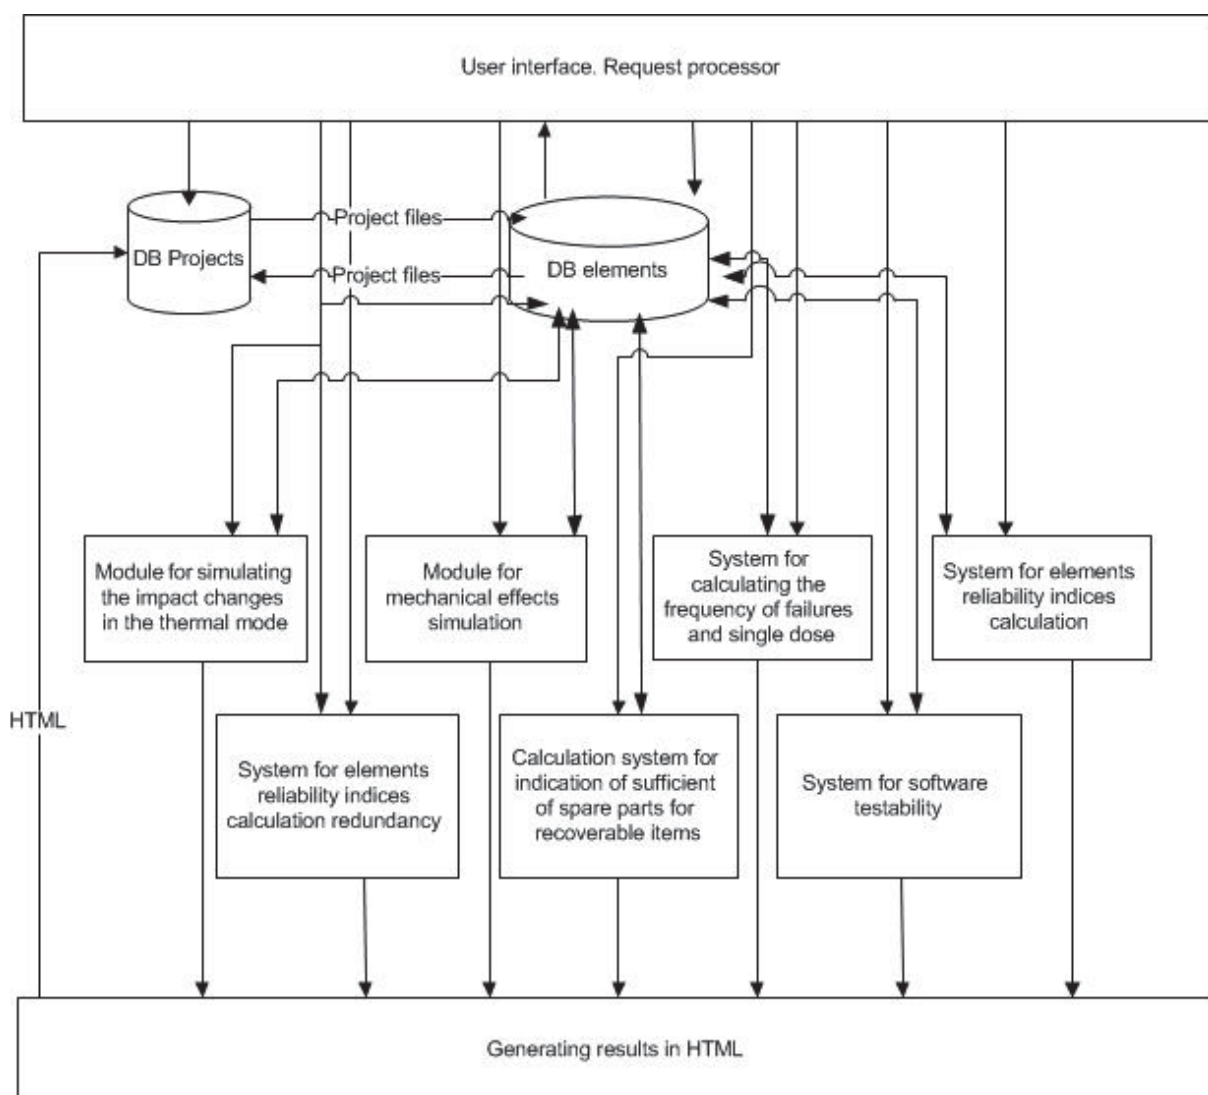 User interface. Request processor
Project files
DB Projects
DB elements
Project files
Module for simulating
the impact changes
in the thermal mode
Module for
mechanical effects
simulation
System for
calculating the
frequency of failures
and single dose
System for elements
reliability indices
calculation
HTML
System for elements
reliability indices
calculation redundancy
Calculation system for
indication of sufficient
of spare parts for
recoverable items
System for software
testability
Generating results in HTML